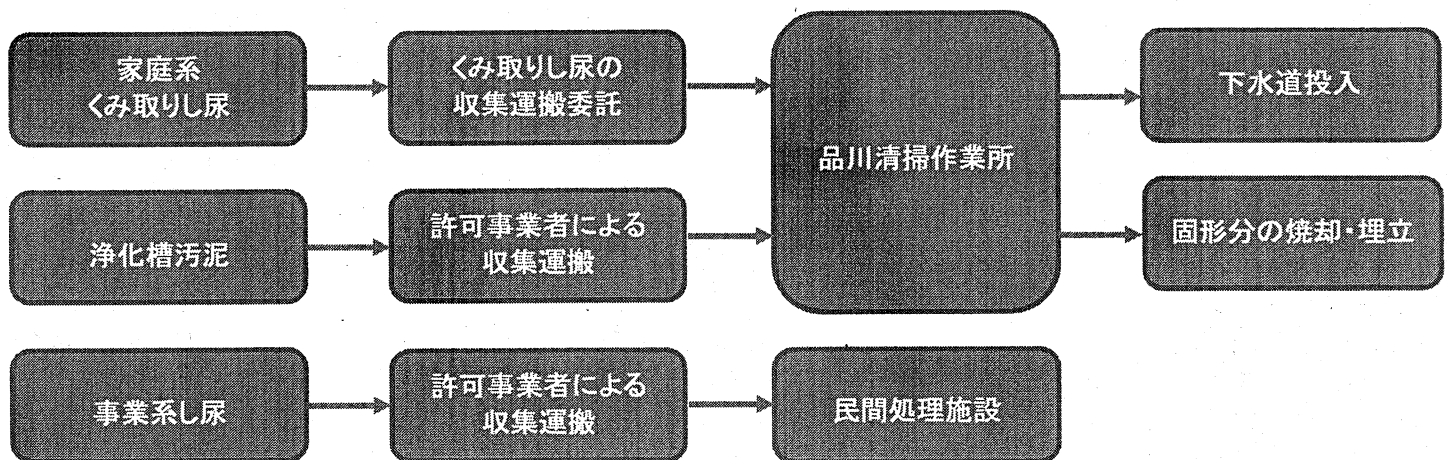 家庭系
くみ取りし尿
くみ取りし尿の
収集運搬委託
品川清掃作業所
下水道投入
固形分の焼却・埋立
浄化槽汚泥
許可事業者による
収集運搬
事業系し尿
許可事業者による
収集運搬
民間処理施設